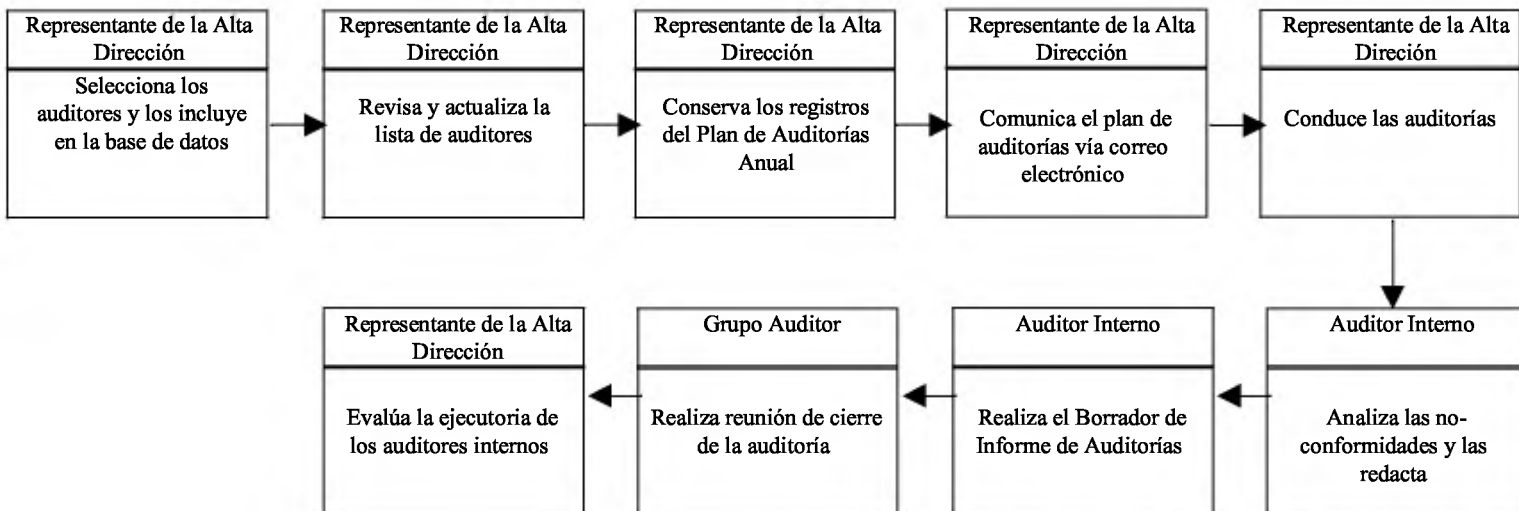 Representante de la Alta
Dirección
Selecciona los
auditores y los incluye
en la base de datos
Representante de la Alta
Dirección
Revisa y actualiza la
lista de auditores
Representante de la Alta
Dirección
Conserva los registros
del Plan de Auditorías
Anual
Representante de la Alta
Dirección
Comunica el plan de
auditorías vía correo
electrónico
Representante de la Alta
Direción
Conduce las auditorías
Auditor Interno
Analiza las no-
conformidades y las
redacta
Auditor Interno
Realiza el Borrador de
Informe de Auditorías
Grupo Auditor
Realiza reunión de cierre
de la auditoría
Representante de la Alta
Dirección
Evalúa la ejecutoria de
los auditores internos